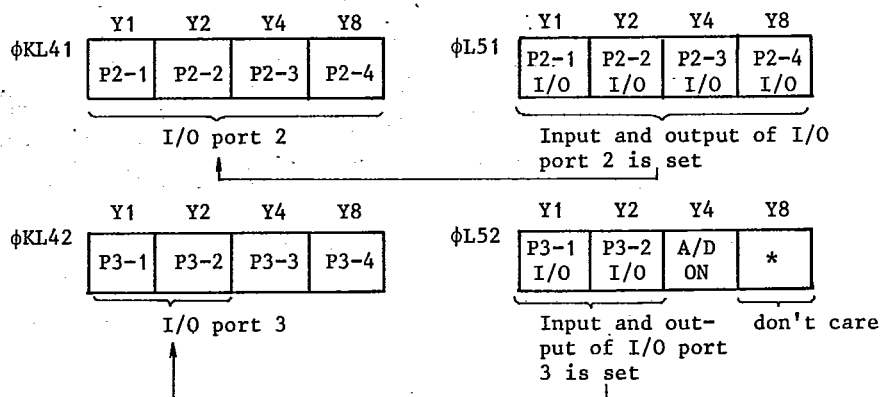 Y1 Y2 Y4 Y8 Y1 Y2 Y4 Y8
φKL41 P2-1 P2-2 P2-3 P2-4 φL51 P2-1 P2-2 P2-3 P2-4
I/O I/O I/O I/O
I/O port 2 Input and output of I/O
port 2 is set
Y1 Y2 Y4 Y8 Y1 Y2 Y4 Y8
φKL42 P3-1 P3-2 P3-3 P3-4 φL52 P3-1 P3-2 A/D *
I/O I/O ON
I/O port 3 Input and out- don't care
put of I/O port
3 is set